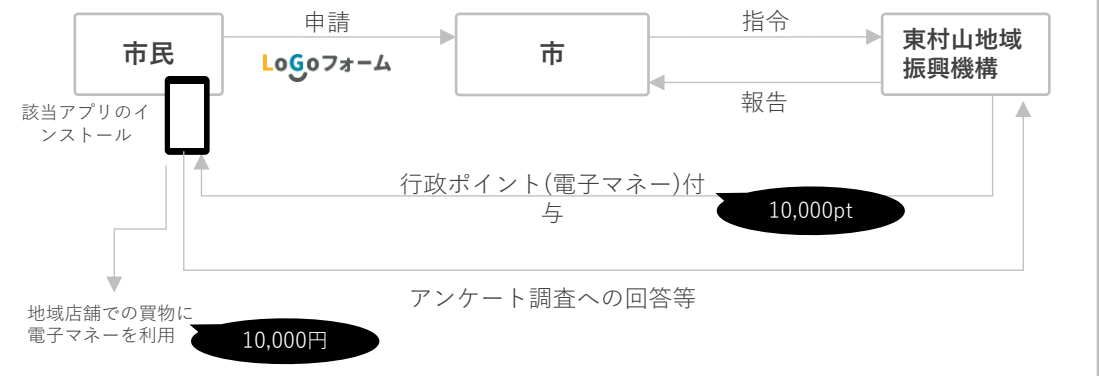 申請
指令
市民
市
東村山地域
振興機構
LoGoフォーム
報告
該当アプリのイ
ンストール
行政ポイント(電子マネー)付
与
10,000pt
アンケート調査への回答等
地域店舗での買物に
電子マネーを利用
10,000円